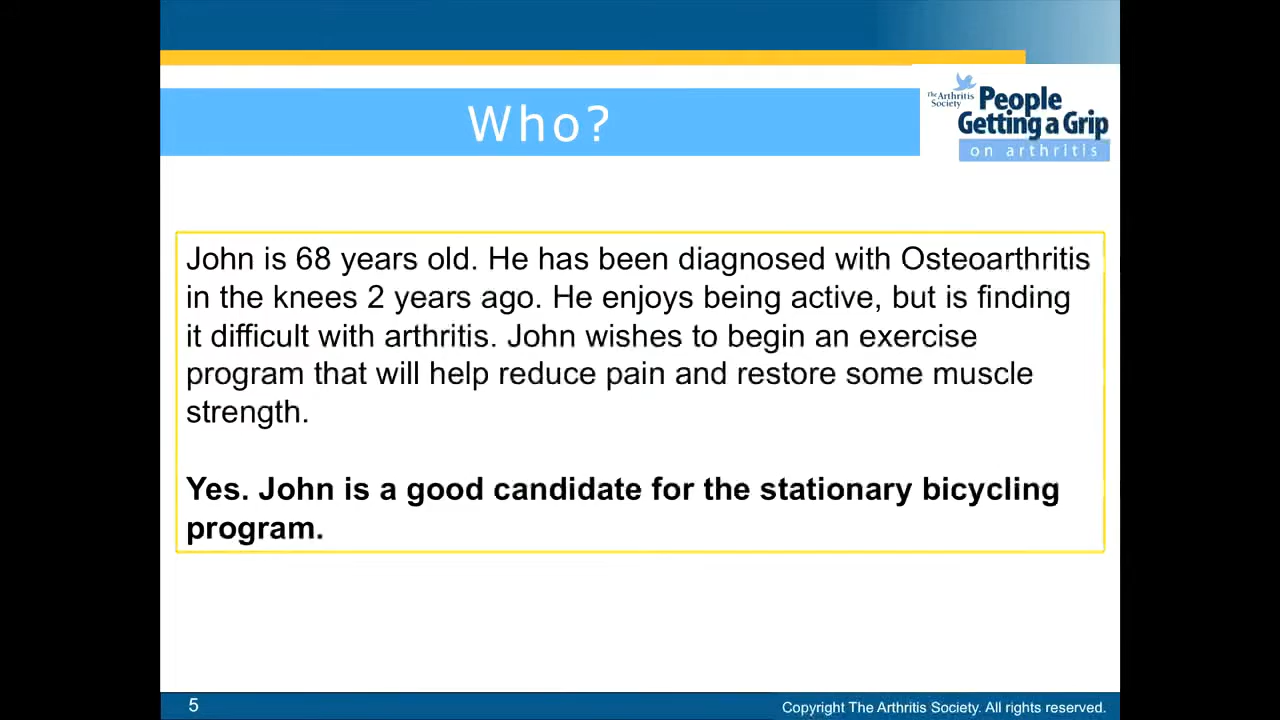 Who?
The Arthritis
Society
People
Getting a Grip
on arthritis
John is 68 years old. He has been diagnosed with Osteoarthritis
in the knees 2 years ago. He enjoys being active, but is finding
it difficult with arthritis. John wishes to begin an exercise
program that will help reduce pain and restore some muscle
strength.
Yes. John is a good candidate for the stationary bicycling
program.
5
Copyright The Arthritis Society. All rights reserved.